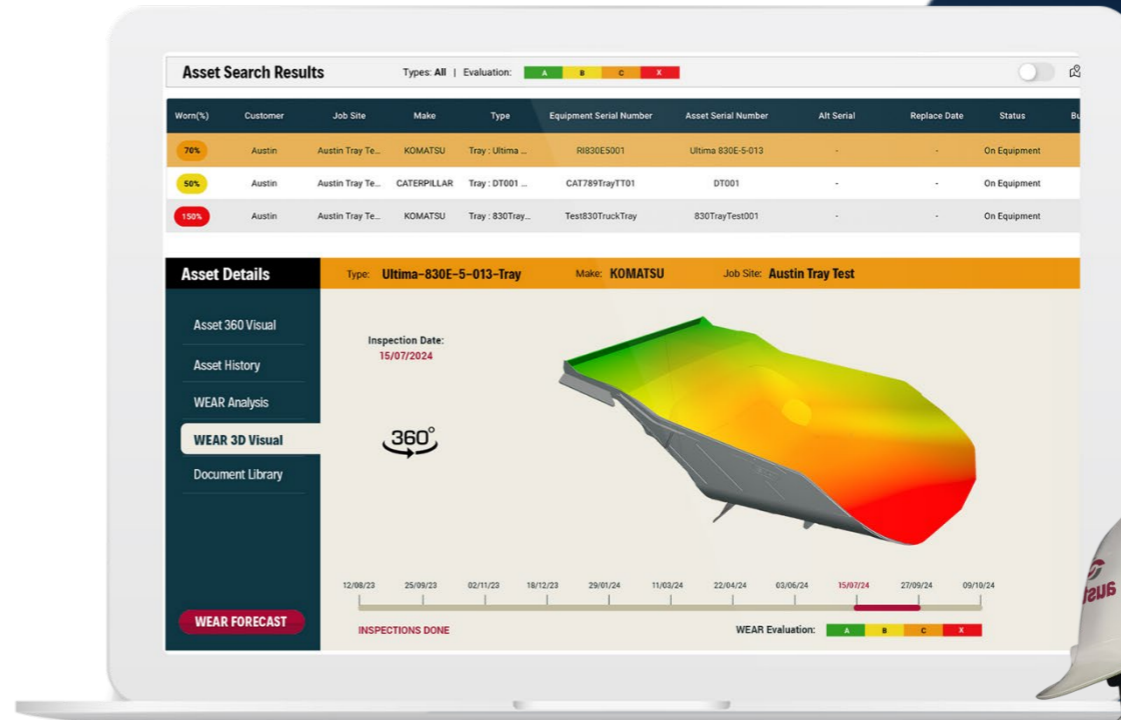 Asset Search Results Types: All | Evaluation: A B C X
Worn(%) Customer Job Site Make Type Equipment Serial Number Asset Serial Number Alt Serial Replace Date Status
70% Austin Austin Tray Te... KOMATSU Tray : Ultima ... RI830E5001 Ultima 830E-5-013 - - On Equipment
50% Austin Austin Tray Te... CATERPILLAR Tray : DT001 ... CAT789TrayTT01 DT001 - - On Equipment
150% Austin Austin Tray Te... KOMATSU Tray : 830Tray... Test830TruckTray 830TrayTest001 - - On Equipment
Asset Details Type: Ultima-830E-5-013-Tray Make: KOMATSU Job Site: Austin Tray Test
Asset 360 Visual
Asset History
WEAR Analysis
WEAR 3D Visual
Document Library
Inspection Date:
15/07/2024
360°
12/08/23 25/09/23 02/11/23 18/12/23 29/01/24 11/03/24 22/04/24 03/06/24 15/07/24 27/09/24 09/10/24
WEAR FORECAST
INSPECTIONS DONE
WEAR Evaluation: A B C X